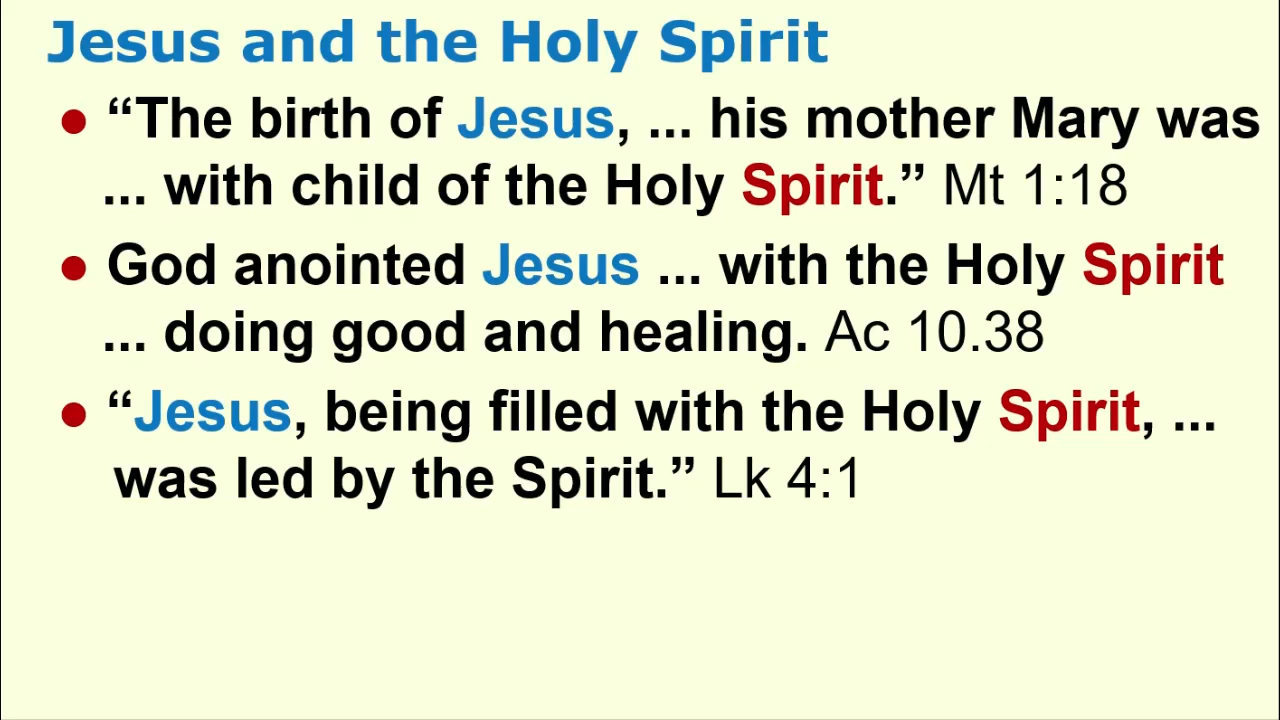 Jesus and the Holy Spirit
● “The birth of Jesus, ... his mother Mary was
... with child of the Holy Spirit.” Mt 1:18
● God anointed Jesus ... with the Holy Spirit
... doing good and healing. Ac 10.38
● “Jesus, being filled with the Holy Spirit, ...
was led by the Spirit.” Lk 4:1